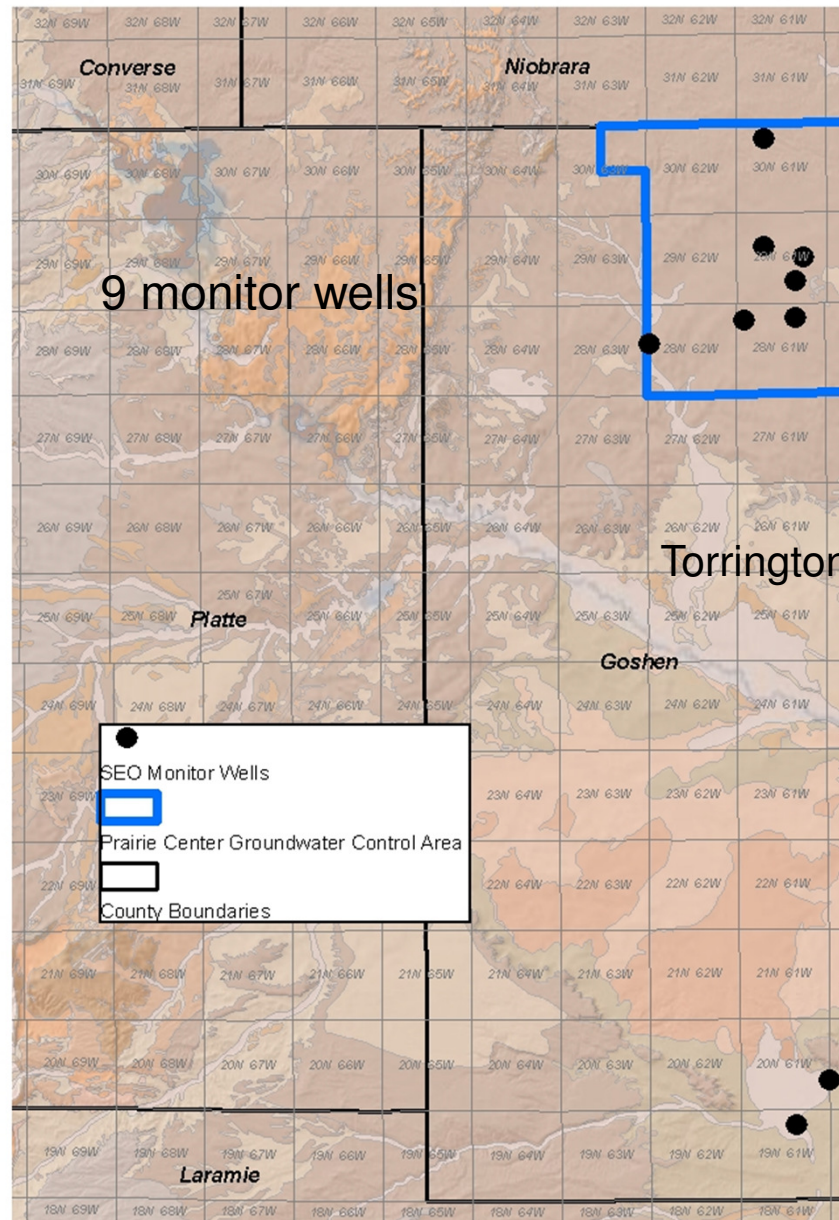 32N 69W 32N 68W 32N 67W 32N 66W 32N 65W 32N 64W 32N 63W 32N 62W 32N 61W
Converse Niobrara
31N 69W 31N 68W 31N 67W 31N 66W 31N 65W 31N 64W 31N 63W 31N 62W 31N 61W
30N 69W 30N 68W 30N 67W 30N 66W 30N 65W 30N 64W 30N 63W 30N 62W 30N 61W
29N 69W 29N 68W 29N 67W 29N 66W 29N 65W 29N 64W 29N 63W 29N 62W 29N 61W
9 monitor wells
28N 69W 28N 68W 28N 67W 28N 66W 28N 65W 28N 64W 28N 63W 28N 62W 28N 61W
27N 69W 27N 68W 27N 67W 27N 66W 27N 65W 27N 64W 27N 63W 27N 62W 27N 61W
26N 69W 26N 68W 26N 67W 26N 66W 26N 65W 26N 64W 26N 63W 26N 62W 26N 61W
Torrington
25N 69W 25N 68W 25N 67W 25N 66W 25N 65W 25N 64W 25N 63W 25N 62W 25N 61W
Platte
Goshen
24N 69W 24N 68W 24N 67W 24N 66W 24N 65W 24N 64W 24N 63W 24N 62W 24N 61W
SEO Monitor Wells
23N 69W 23N 64W 23N 63W 23N 62W 23N 61W
Prairie Center Groundwater Control Area
22N 69W 22N 64W 22N 63W 22N 62W 22N 61W
County Boundaries
21N 69W 21N 68W 21N 67W 21N 66W 21N 65W 21N 64W 21N 63W 21N 62W 21N 61W
20N 69W 20N 68W 20N 67W 20N 66W 20N 65W 20N 64W 20N 63W 20N 62W 20N 61W
19N 69W 19N 68W 19N 67W 19N 66W 19N 65W 19N 64W 19N 63W 19N 62W 19N 61W
Laramie
18N 69W 18N 68W 18N 67W 18N 66W 18N 65W 18N 64W 18N 63W 18N 62W 18N 61W